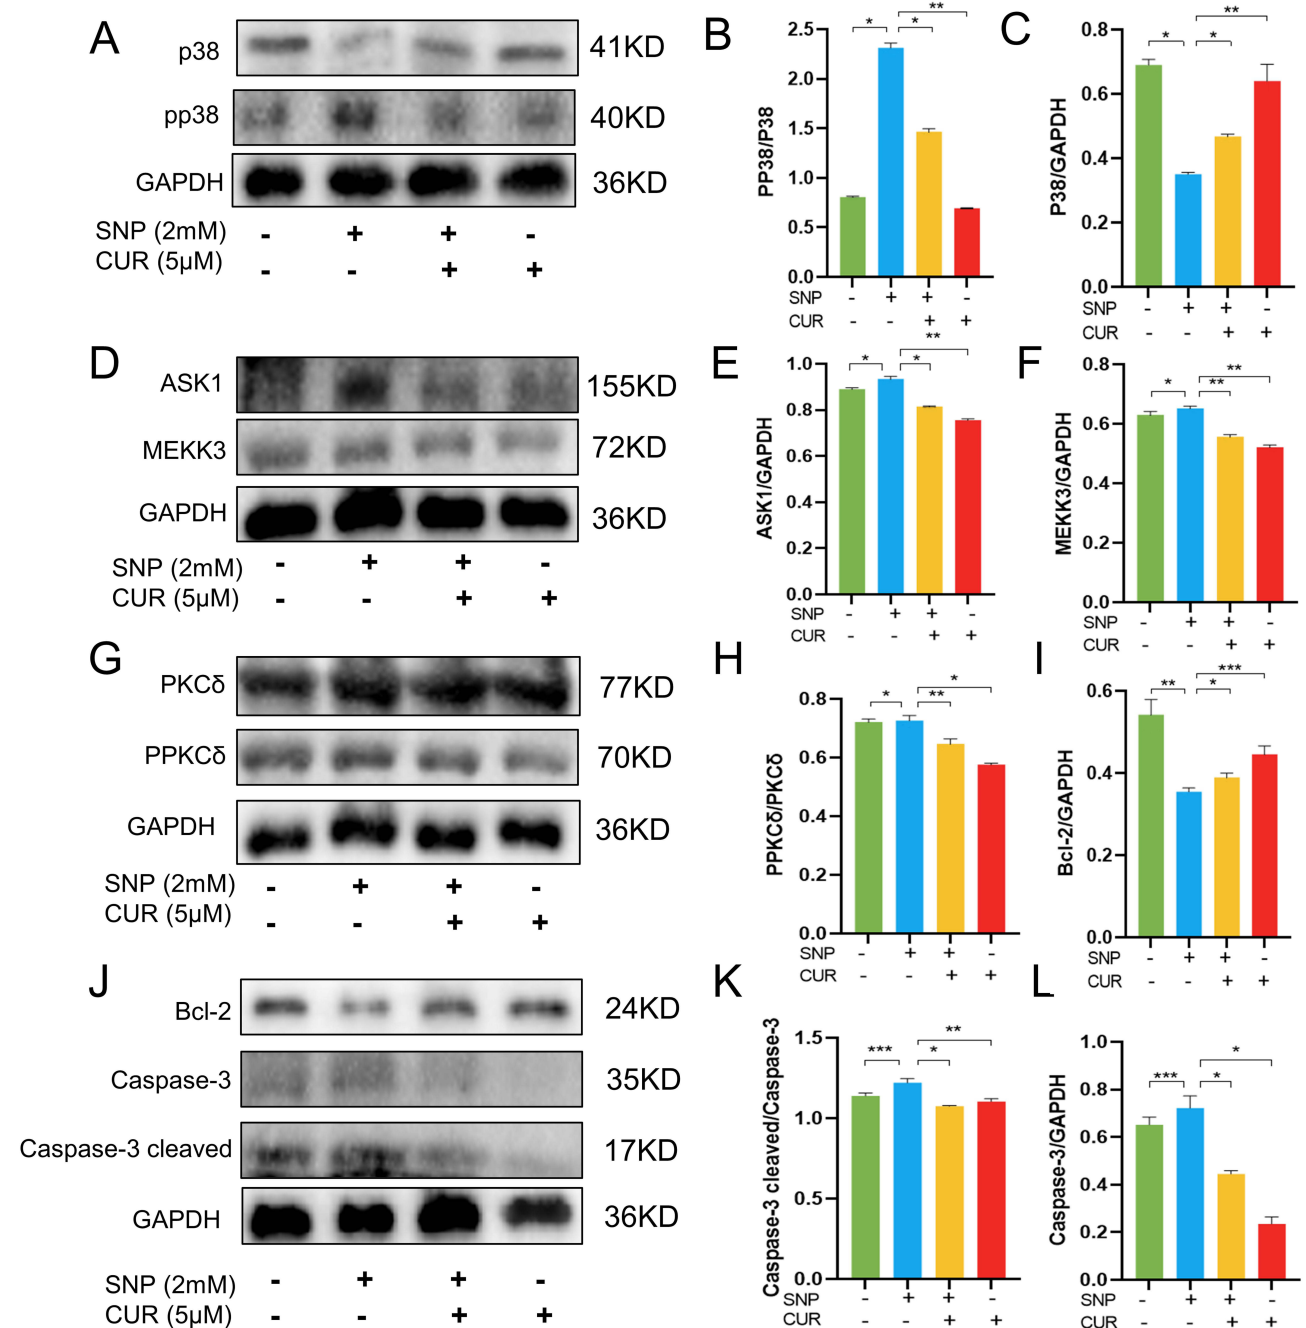 A
p38
41KD
pp38
40KD
GAPDH
36KD
SNP (2mM) - + + -
CUR (5μM) - - + +
B
PP38/P38
2.5
2.0
1.5
1.0
0.5
0.0
* * **
SNP - + + -
CUR - - + +
C
P38/GAPDH
0.8
0.6
0.4
0.2
0.0
* * **
SNP - + + -
CUR - - + +
D
ASK1
155KD
MEKK3
72KD
GAPDH
36KD
SNP (2mM) - + + -
CUR (5μM) - - + +
E
ASK1/GAPDH
1.0
0.8
0.6
0.4
0.2
0.0
* * **
SNP - + + -
CUR - - + +
F
MEKK3/GAPDH
0.8
0.6
0.4
0.2
0.0
* ** **
SNP - + + -
CUR - - + +
G
PKCδ
77KD
PPKCδ
70KD
GAPDH
36KD
SNP (2mM) - + + -
CUR (5μM) - - + +
H
PPKCδ/PKCδ
0.8
0.6
0.4
0.2
0.0
* ** *
SNP - + + -
CUR - - + +
I
Bcl-2/GAPDH
0.6
0.4
0.2
0.0
** * ***
SNP - + + -
CUR - - + +
J
Bcl-2
24KD
Caspase-3
35KD
Caspase-3 cleaved
17KD
GAPDH
36KD
SNP (2mM) - + + -
CUR (5μM) - - + +
K
Caspase-3 cleaved/Caspase-3
1.5
1.0
0.5
0.0
*** * **
SNP - + + -
CUR - - + +
L
Caspase-3/GAPDH
1.0
0.8
0.6
0.4
0.2
0.0
*** * *
SNP - + + -
CUR - - + +